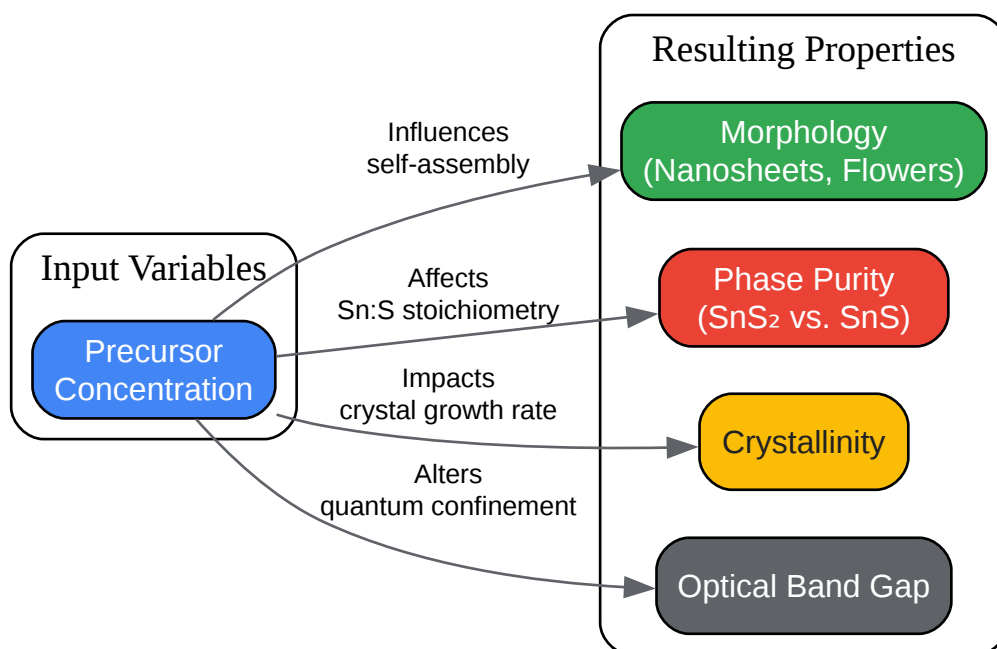 Input Variables
Precursor
Concentration
Influences
self-assembly
Affects
Sn:S stoichiometry
Impacts
crystal growth rate
Alters
quantum confinement
Resulting Properties
Morphology
(Nanosheets, Flowers)
Phase Purity
(SnS₂ vs. SnS)
Crystallinity
Optical Band Gap